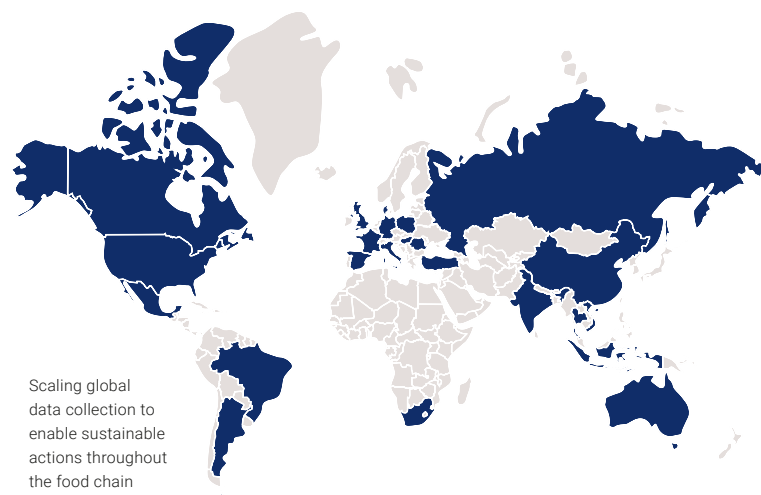 Scaling global
data collection to
enable sustainable
actions throughout
the food chain